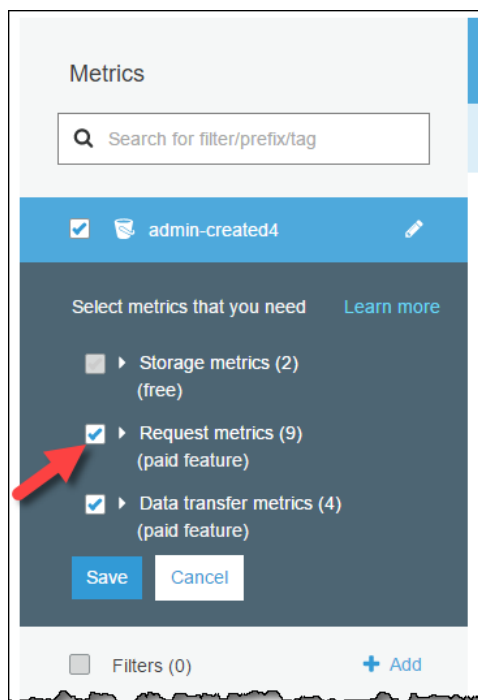 Metrics
Search for filter/prefix/tag
admin-created4
Select metrics that you need Learn more
Storage metrics (2)
(free)
Request metrics (9)
(paid feature)
Data transfer metrics (4)
(paid feature)
Save Cancel
Filters (0) + Add